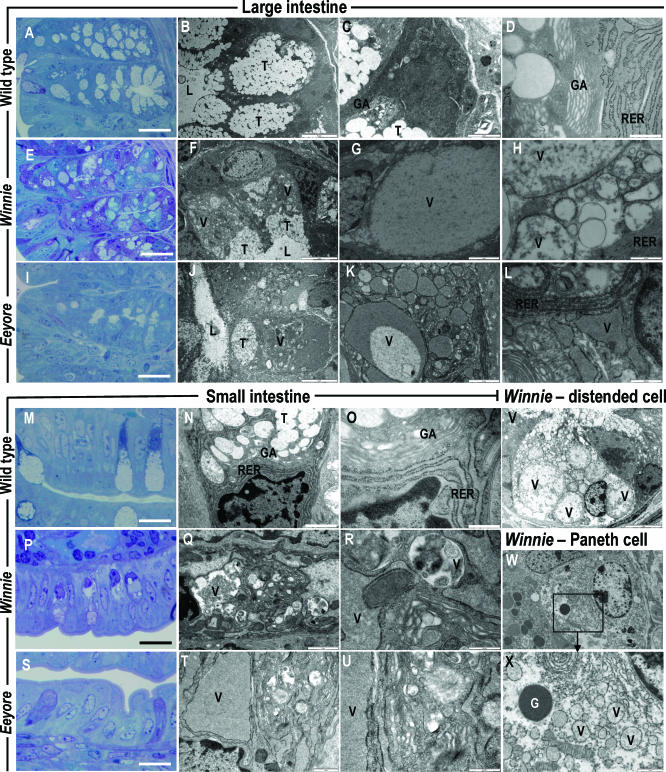 Large intestine
Wild type
A
B
T
L
T
C
GA
T
D
GA
RER
Winnie
E
F
V
V
T
T
L
G
V
H
V
V
RER
Eeyore
I
J
L
T
V
K
V
L
RER
V
Small intestine
Winnie – distended cell
Wild type
M
N
T
GA
RER
O
GA
RER
V
V
V
V
Winnie – Paneth cell
Winnie
P
Q
V
R
V
V
W
Eeyore
S
T
V
U
V
X
G
V
V
V